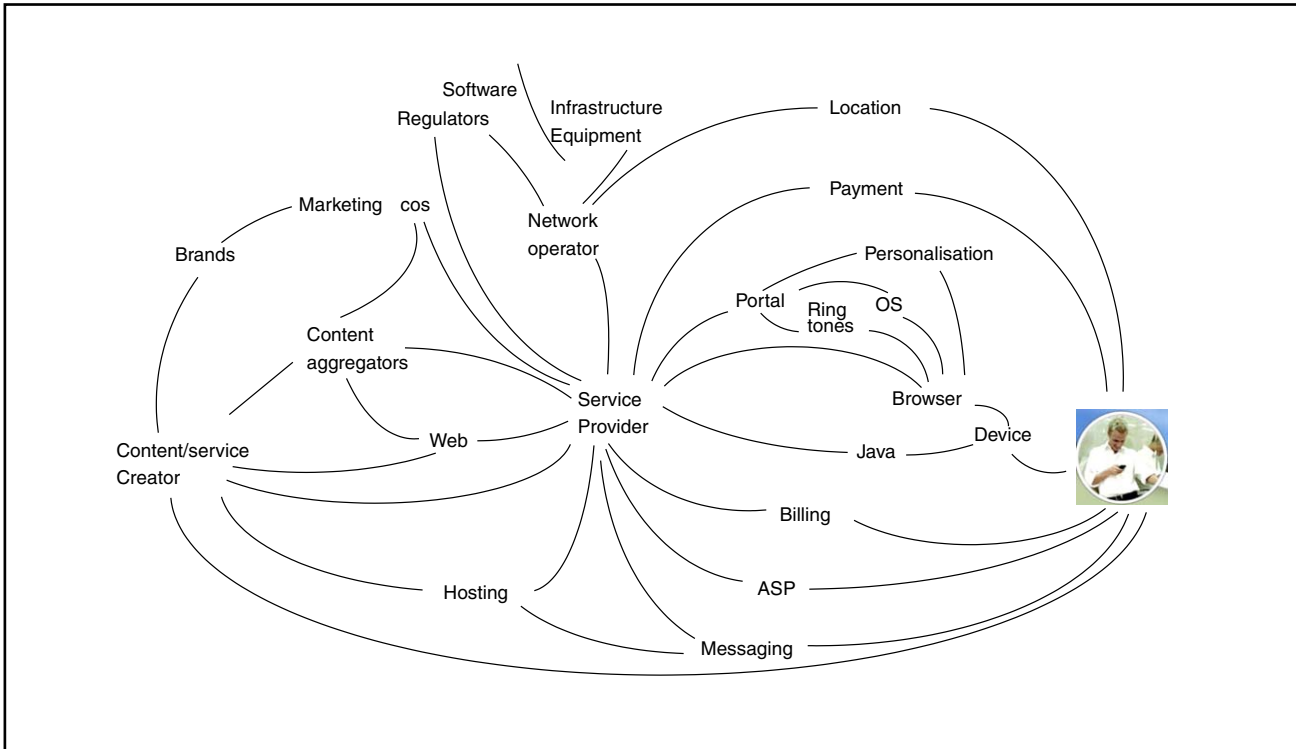 Software
Regulators
Infrastructure
Equipment
Location
Marketing cos
Network
operator
Payment
Brands
Personalisation
Portal
Ring
tones
OS
Content
aggregators
Service
Provider
Browser
Content/service
Creator
Web
Java
Device
Billing
Hosting
ASP
Messaging